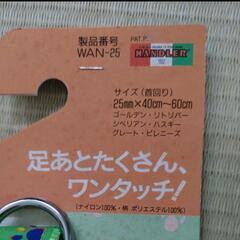 製品番号
WAN-25
PAT.P.
HANDLER
サイズ(首回り)
25mm×40cm〜60cm
ゴールデン・リトリバー
シベリアン・ハスキー
グレート・ピレニーズ
足あとたくさん、
ワンタッチ!
(ナイロン100%・柄 ポリエステル100%)